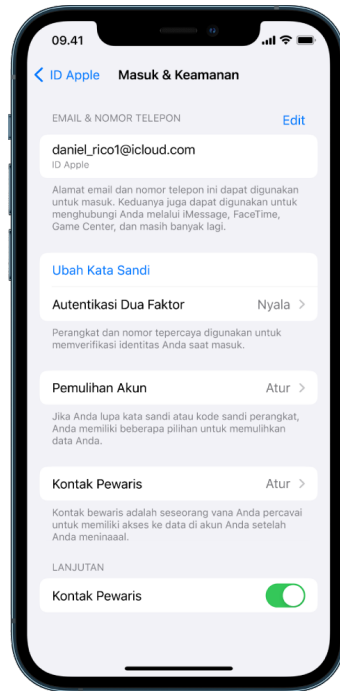 09.41
ID Apple Masuk & Keamanan
EMAIL & NOMOR TELEPON Edit
daniel_rico1@icloud.com
ID Apple
Alamat email dan nomor telepon ini dapat digunakan
untuk masuk. Keduanya juga dapat digunakan untuk
menghubungi Anda melalui iMessage, FaceTime,
Game Center, dan masih banyak lagi.
Ubah Kata Sandi
Autentikasi Dua Faktor Nyala
Perangkat dan nomor tepercaya digunakan untuk
memverifikasi identitas Anda saat masuk.
Pemulihan Akun Atur
Jika Anda lupa kata sandi atau kode sandi perangkat,
Anda memiliki beberapa pilihan untuk memulihkan
data Anda.
Kontak Pewaris Atur
Kontak bewaris adalah seseorang vana Anda percavai
untuk memiliki akses ke data di akun Anda setelah
Anda meninaaal.
LANJUTAN
Kontak Pewaris